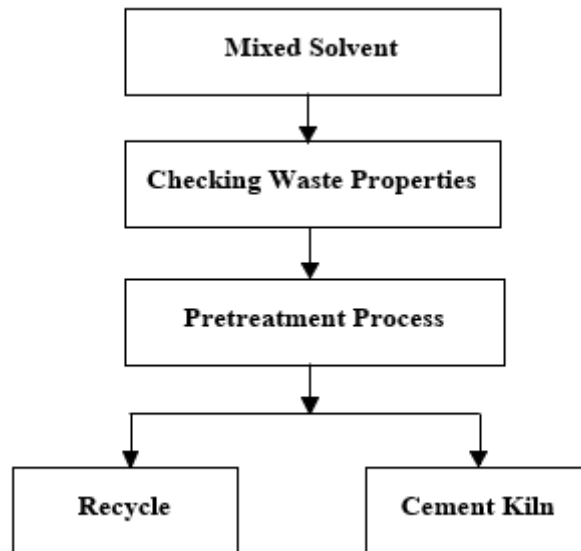 Mixed Solvent
Checking Waste Properties
Pretreatment Process
Recycle
Cement Kiln